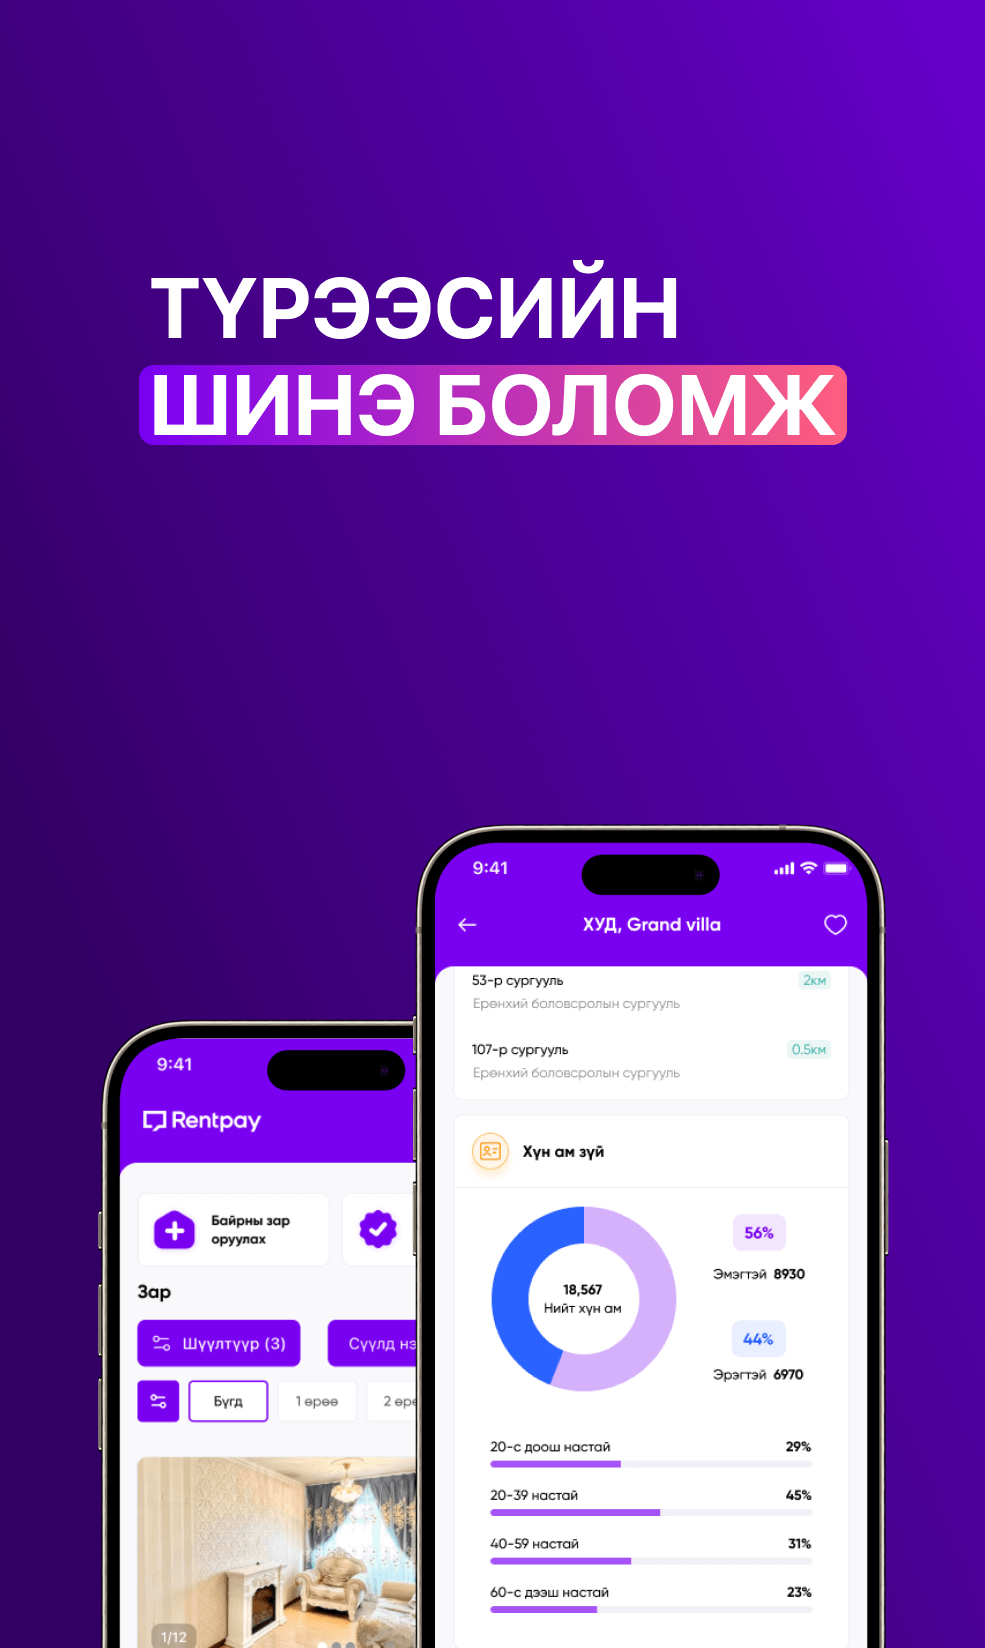 ТҮРЭЭСИЙН
ШИНЭ БОЛОМЖ
9:41
ХУД, Grand villa
53-р сургууль
2км
Ерөнхий боловсролын сургууль
107-р сургууль
0.5км
Ерөнхий боловсролын сургууль
Хүн ам зүй
18,567
Нийт хүн ам
56%
Эмэгтэй 8930
44%
Эрэгтэй 6970
20-с доош настай 29%
20-39 настай 45%
40-59 настай 31%
60-с дээш настай 23%
9:41
Rentpay
Байрны зар
оруулах
Зар
Шүүлтүүр (3)
Сүүлд нэ
Бүгд
1 өрөө
2 өрө
1/12